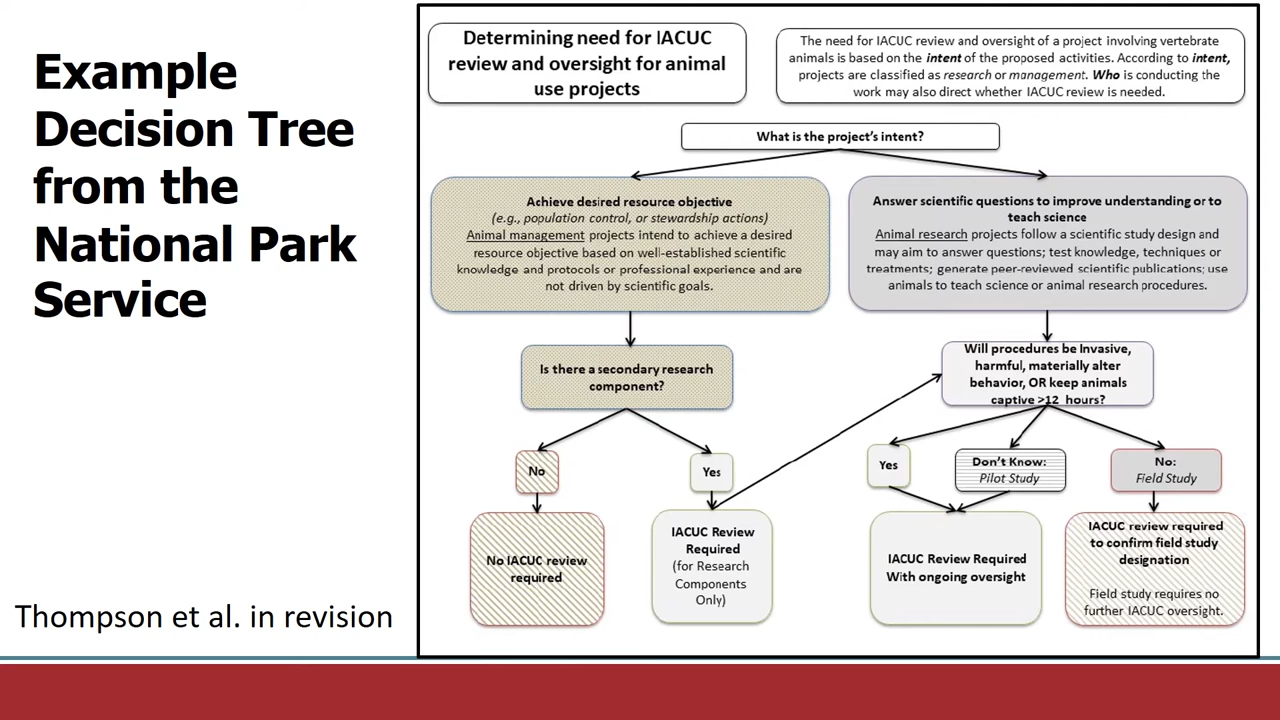 Example
Decision Tree
from the
National Park
Service
Thompson et al. in revision
Determining need for IACUC
review and oversight for animal
use projects
The need for IACUC review and oversight of a project involving vertebrate
animals is based on the intent of the proposed activities. According to intent,
projects are classified as research or management. Who is conducting the
work may also direct whether IACUC review is needed.
What is the project's intent?
Achieve desired resource objective
(e.g., population control, or stewardship actions)
Animal management projects intend to achieve a desired
resource objective based on well-established scientific
knowledge and protocols or professional experience and are
not driven by scientific goals.
Answer scientific questions to improve understanding or to
teach science
Animal research projects follow a scientific study design and
may aim to answer questions; test knowledge, techniques or
treatments; generate peer-reviewed scientific publications; use
animals to teach science or animal research procedures.
Is there a secondary research
component?
Will procedures be Invasive,
harmful, materially alter
behavior, OR keep animals
captive >12 hours?
No
Yes
Yes
Don't Know:
Pilot Study
No:
Field Study
No IACUC review
required
IACUC Review
Required
(for Research
Components
Only)
IACUC Review Required
With ongoing oversight
IACUC review required
to confirm field study
designation
Field study requires no
further IACUC oversight.